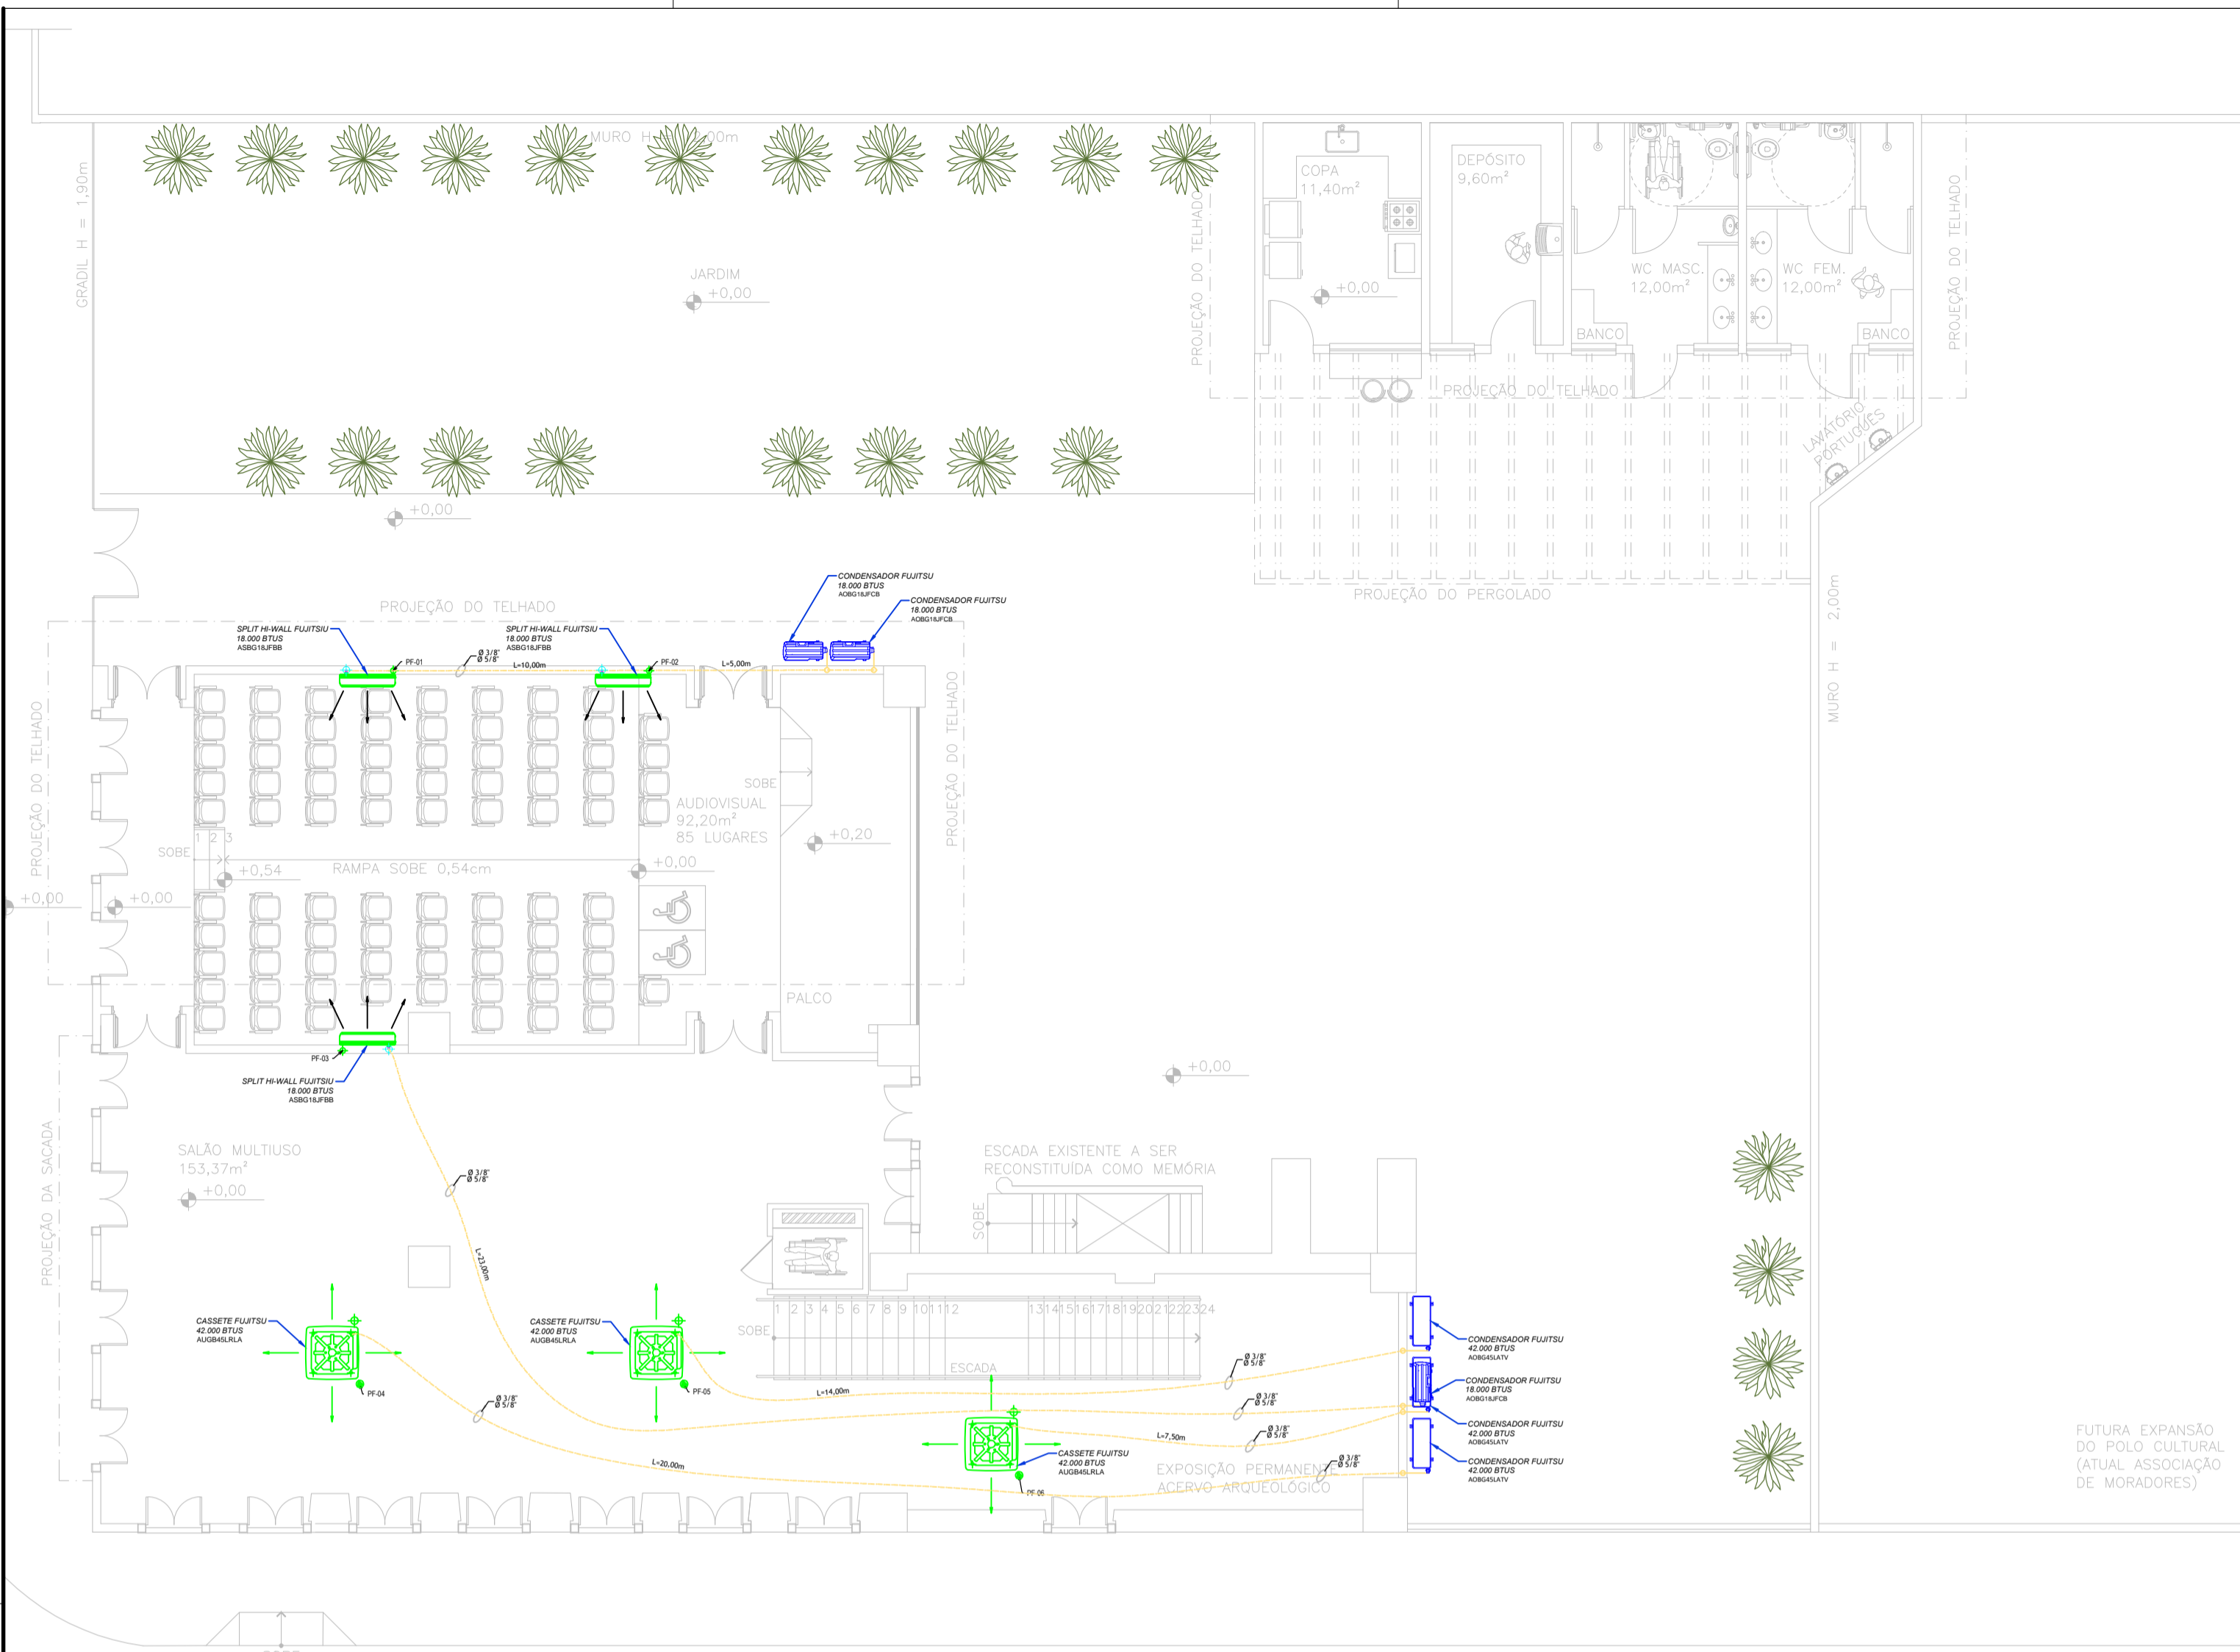 MURO H = 2,00m
GRADIL H = 1,90m
JARDIM
+0,00
COPA
11,40m²
+0,00
DEPÓSITO
9,60m²
WC MASC.
12,00m²
WC FEM.
12,00m²
BANCO
BANCO
PROJEÇÃO DO TELHADO
PROJEÇÃO DO TELHADO
PROJEÇÃO DO TELHADO
LAVATÓRIO
PORTUGUÊS
+0,00
PROJEÇÃO DO PERGOLADO
MURO H = 2,00m
CONDENSADOR FUJITSU
18.000 BTUS
AOBG18JFCB
CONDENSADOR FUJITSU
18.000 BTUS
AOBG18JFCB
PROJEÇÃO DO TELHADO
SPLIT HI-WALL FUJITSIU
18.000 BTUS
ASBG18JFBB
SPLIT HI-WALL FUJITSIU
18.000 BTUS
ASBG18JFBB
PF-01
Ø 3/8"
Ø 5/8"
L=10,00m
PF-02
L=5,00m
PROJEÇÃO DO TELHADO
PROJEÇÃO DO TELHADO
SOBE
AUDIOVISUAL
92,20m²
85 LUGARES
+0,20
1 2 3
SOBE
+0,54
RAMPA SOBE 0,54cm
+0,00
+0,00
+0,00
PALCO
PF-03
SPLIT HI-WALL FUJITSIU
18.000 BTUS
ASBG18JFBB
+0,00
SALÃO MULTIUSO
153,37m²
+0,00
PROJEÇÃO DA SACADA
Ø 3/8"
Ø 5/8"
L=23,00m
ESCADA EXISTENTE A SER
RECONSTITUÍDA COMO MEMÓRIA
SOBE
1 2 3 4 5 6 7 8 9 10 11 12 13 14 15 16 17 18 19 20 21 22 23 24
SOBE
ESCADA
CASSETE FUJITSU
42.000 BTUS
AUGB45LRLA
PF-04
CASSETE FUJITSU
42.000 BTUS
AUGB45LRLA
PF-05
L=14,00m
Ø 3/8"
Ø 5/8"
Ø 3/8"
Ø 5/8"
Ø 3/8"
Ø 5/8"
L=7,50m
Ø 3/8"
Ø 5/8"
L=20,00m
CASSETE FUJITSU
42.000 BTUS
AUGB45LRLA
PF-06
Ø 3/8"
Ø 5/8"
EXPOSIÇÃO PERMANENTE
ACERVO ARQUEOLÓGICO
CONDENSADOR FUJITSU
42.000 BTUS
AOBG45LATV
CONDENSADOR FUJITSU
18.000 BTUS
AOBG18JFCB
CONDENSADOR FUJITSU
42.000 BTUS
AOBG45LATV
CONDENSADOR FUJITSU
42.000 BTUS
AOBG45LATV
FUTURA EXPANSÃO
DO POLO CULTURAL
(ATUAL ASSOCIAÇÃO
DE MORADORES)